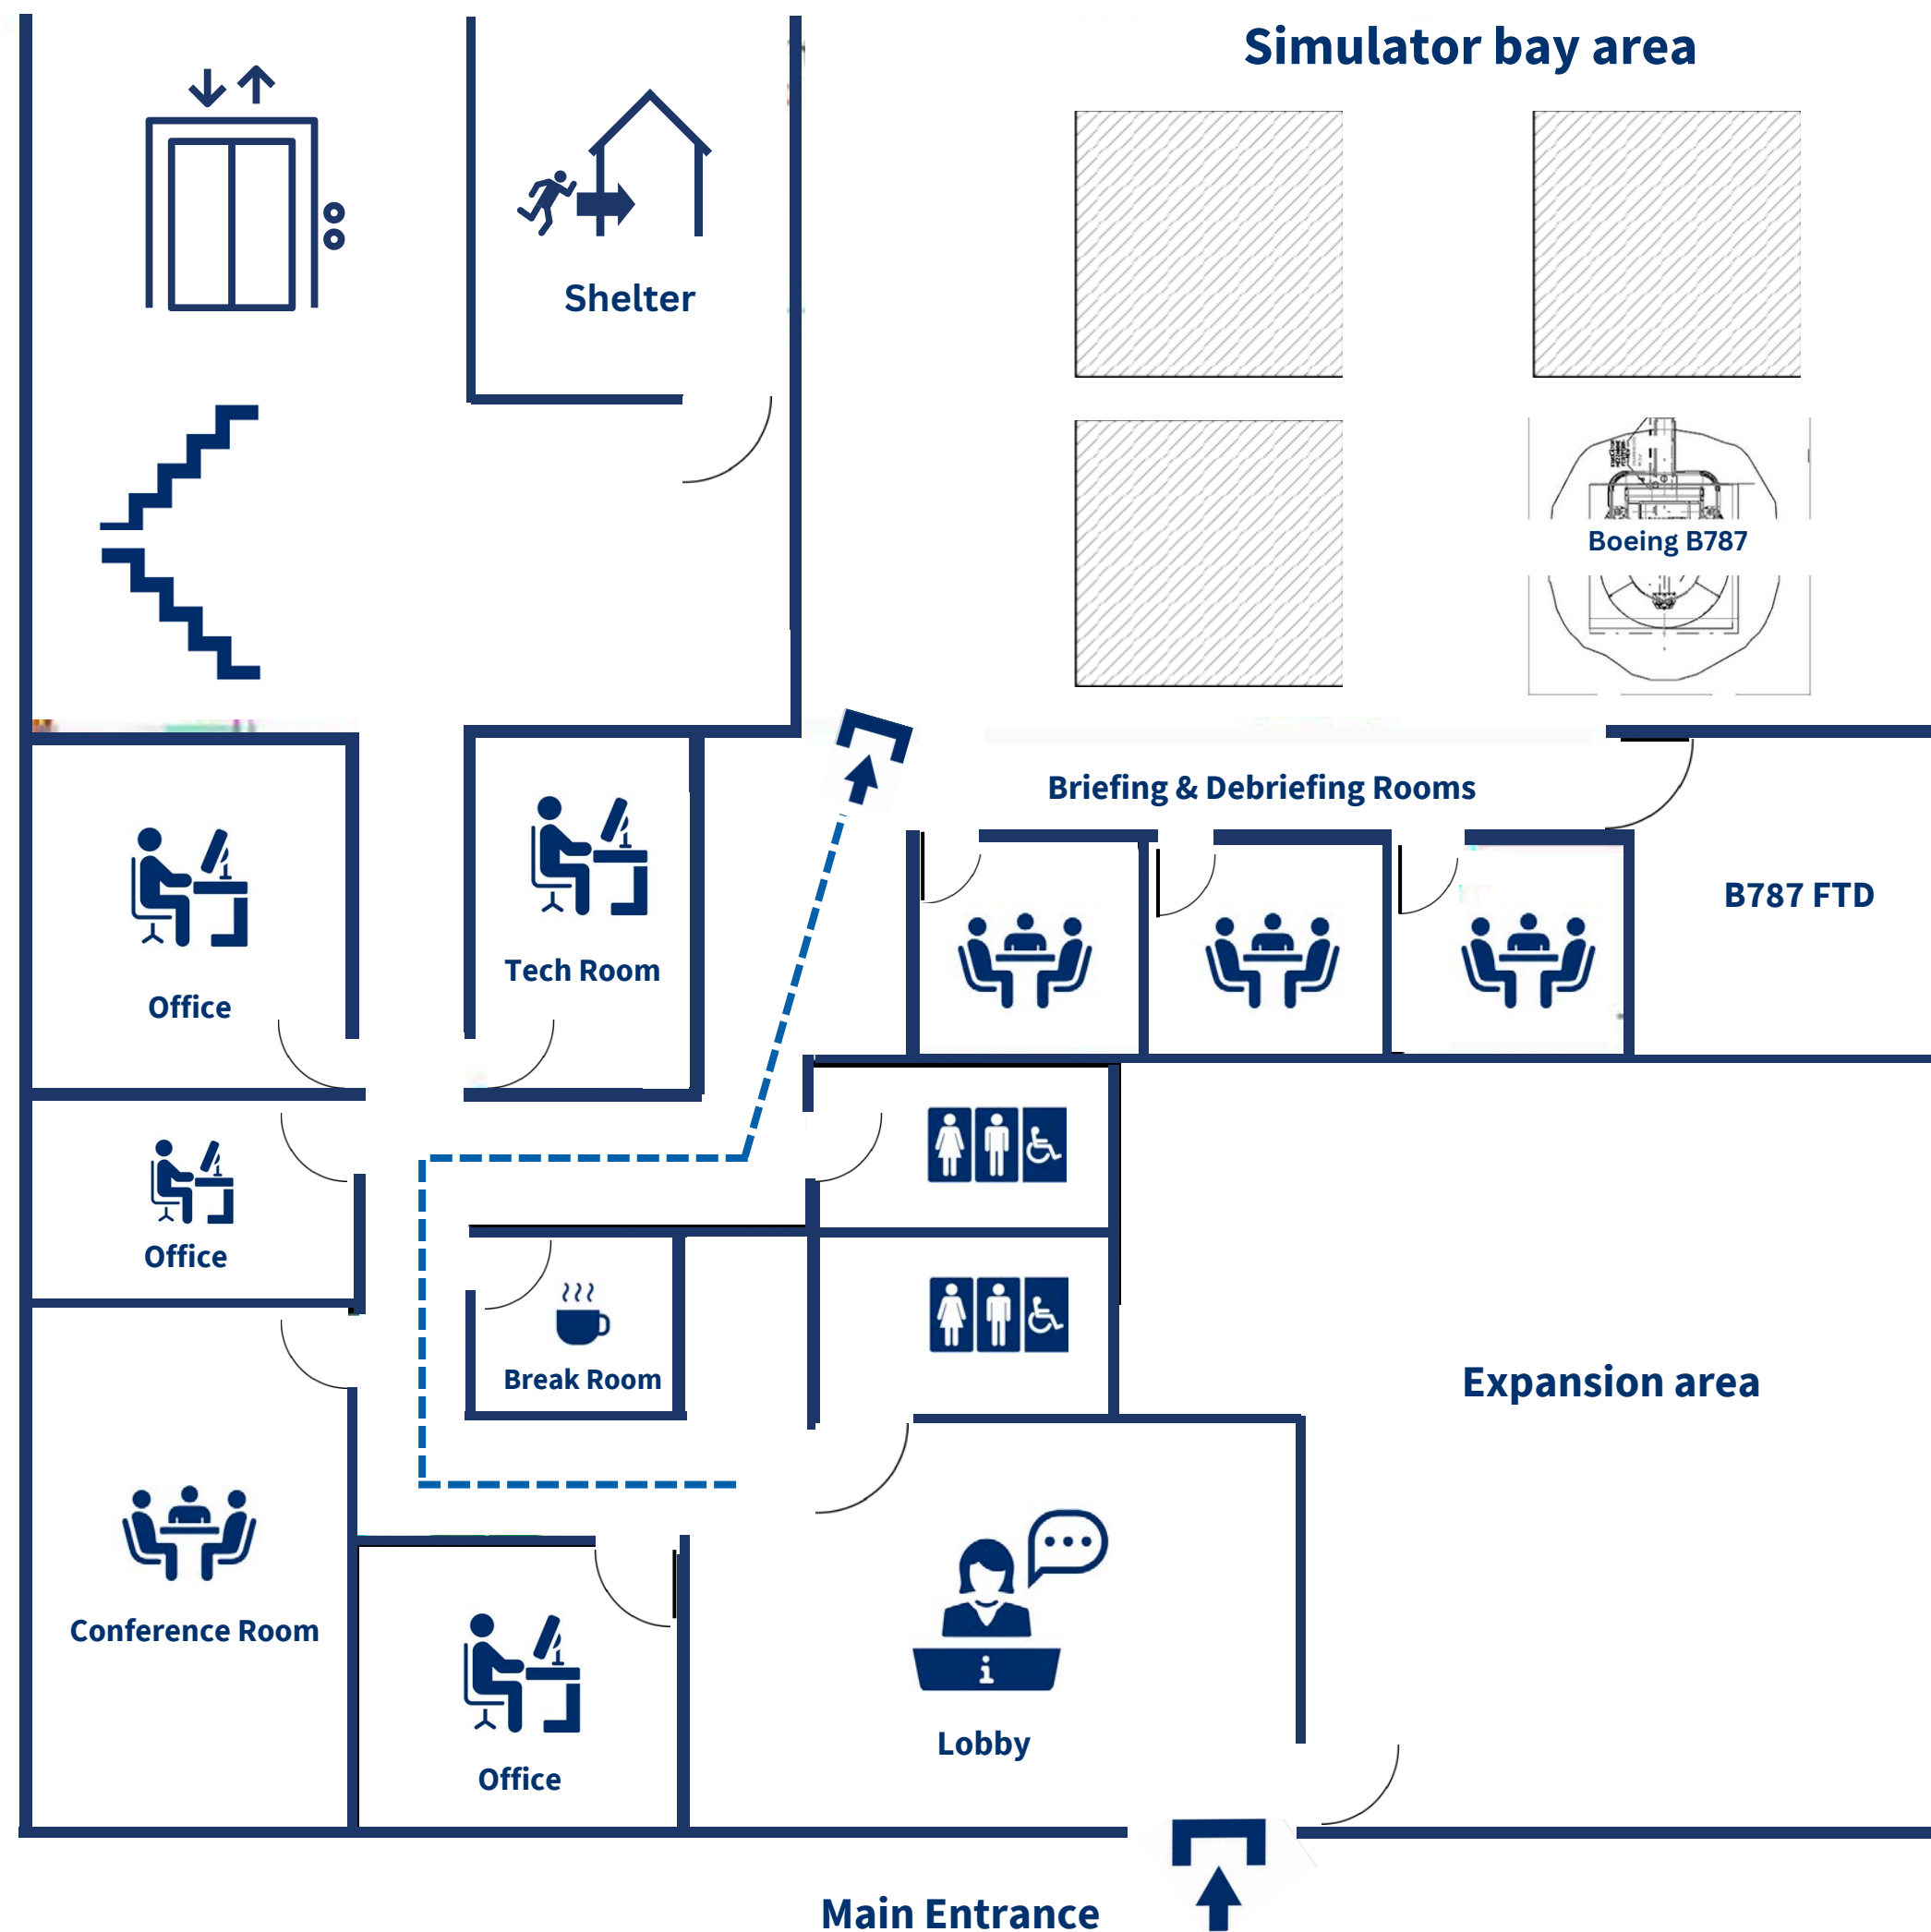 Simulator bay area
Shelter
Boeing B787
Briefing & Debriefing Rooms
B787 FTD
Tech Room
Office
Office
Break Room
Expansion area
Conference Room
Lobby
Office
Main Entrance